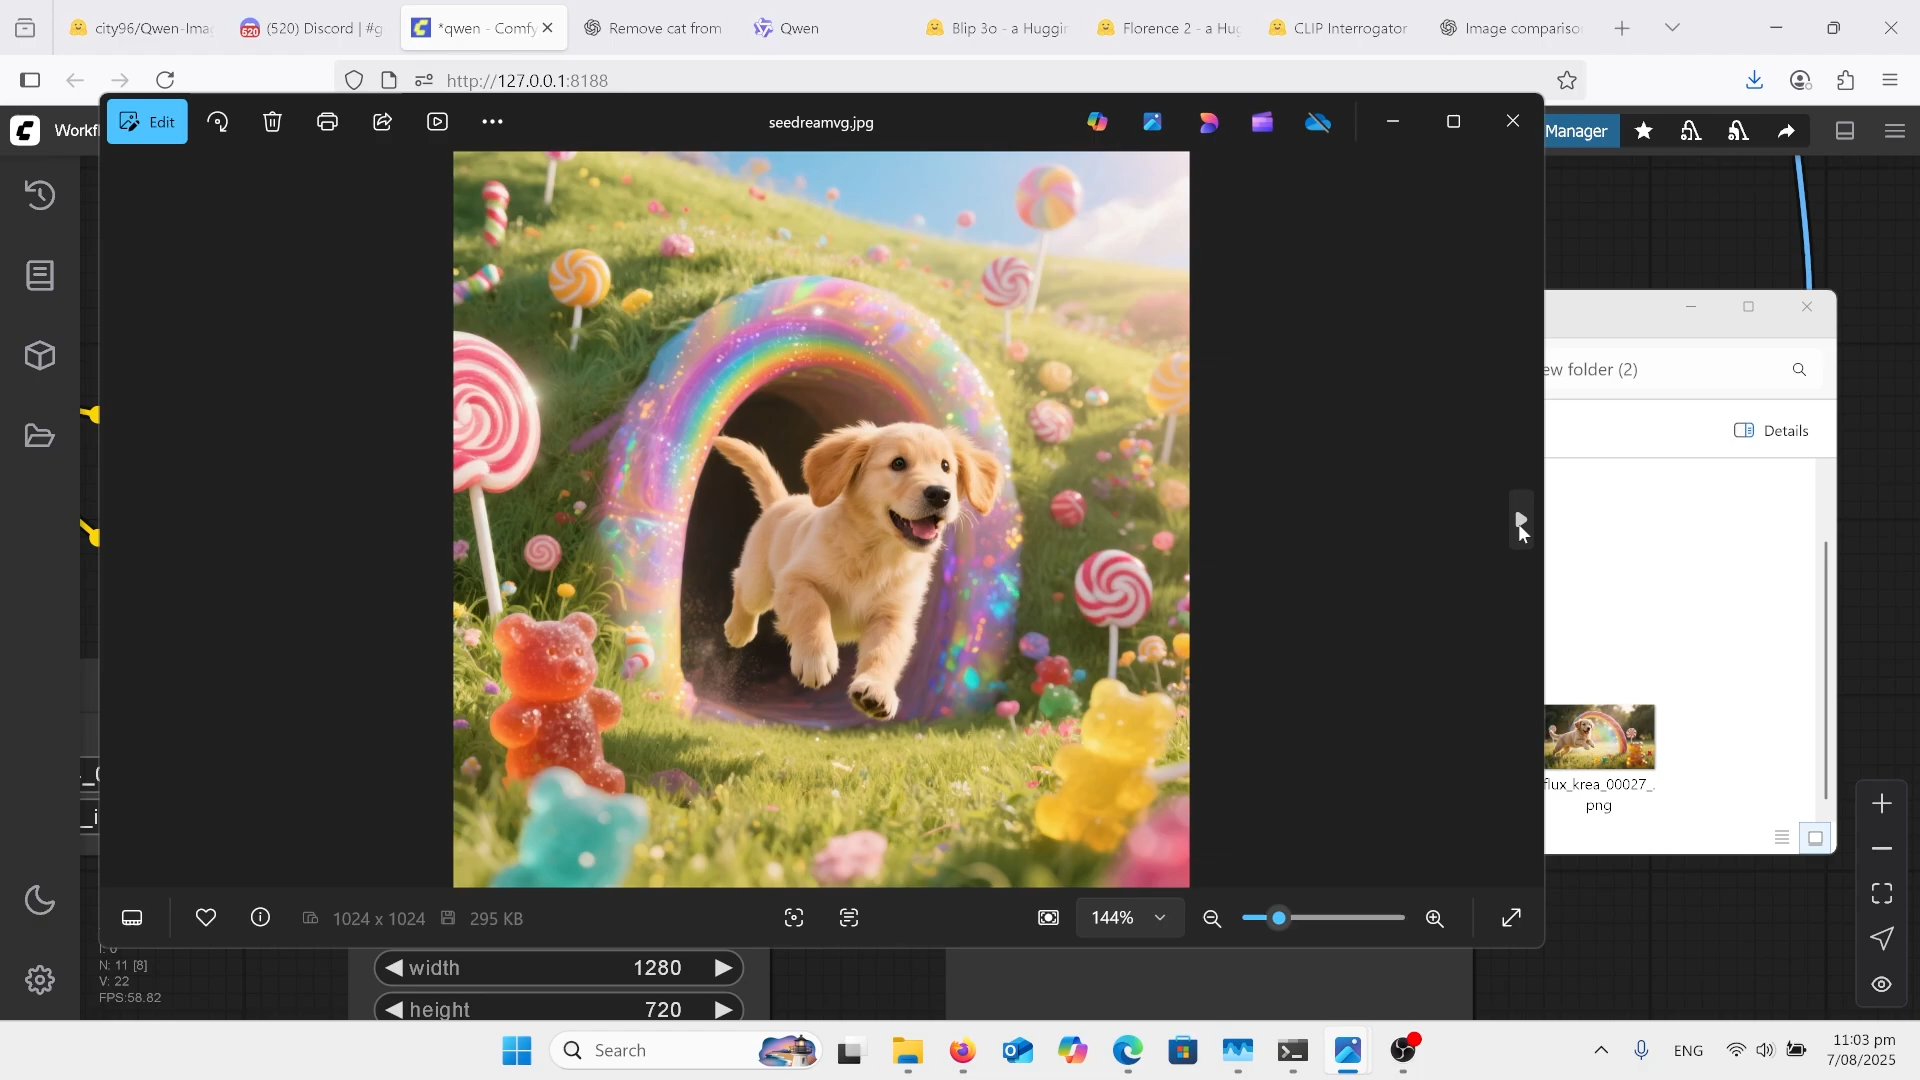 city96/Qwen-Ima
(520) Discord | #g
*qwen - Comfy
Remove cat from
Qwen
Blip 3o - a Huggin
Florence 2 - a Hug
CLIP Interrogator
Image comparison
http://127.0.0.1:8188
Workfl
Manager
Edit
seedreamvg.jpg
ew folder (2)
Details
flux_krea_00027_.
png
1024 x 1024
295 KB
144%
N: 11 [8]
V: 22
FPS:58.82
width 1280
height 720
Search
ENG
11:03 pm
7/08/2025